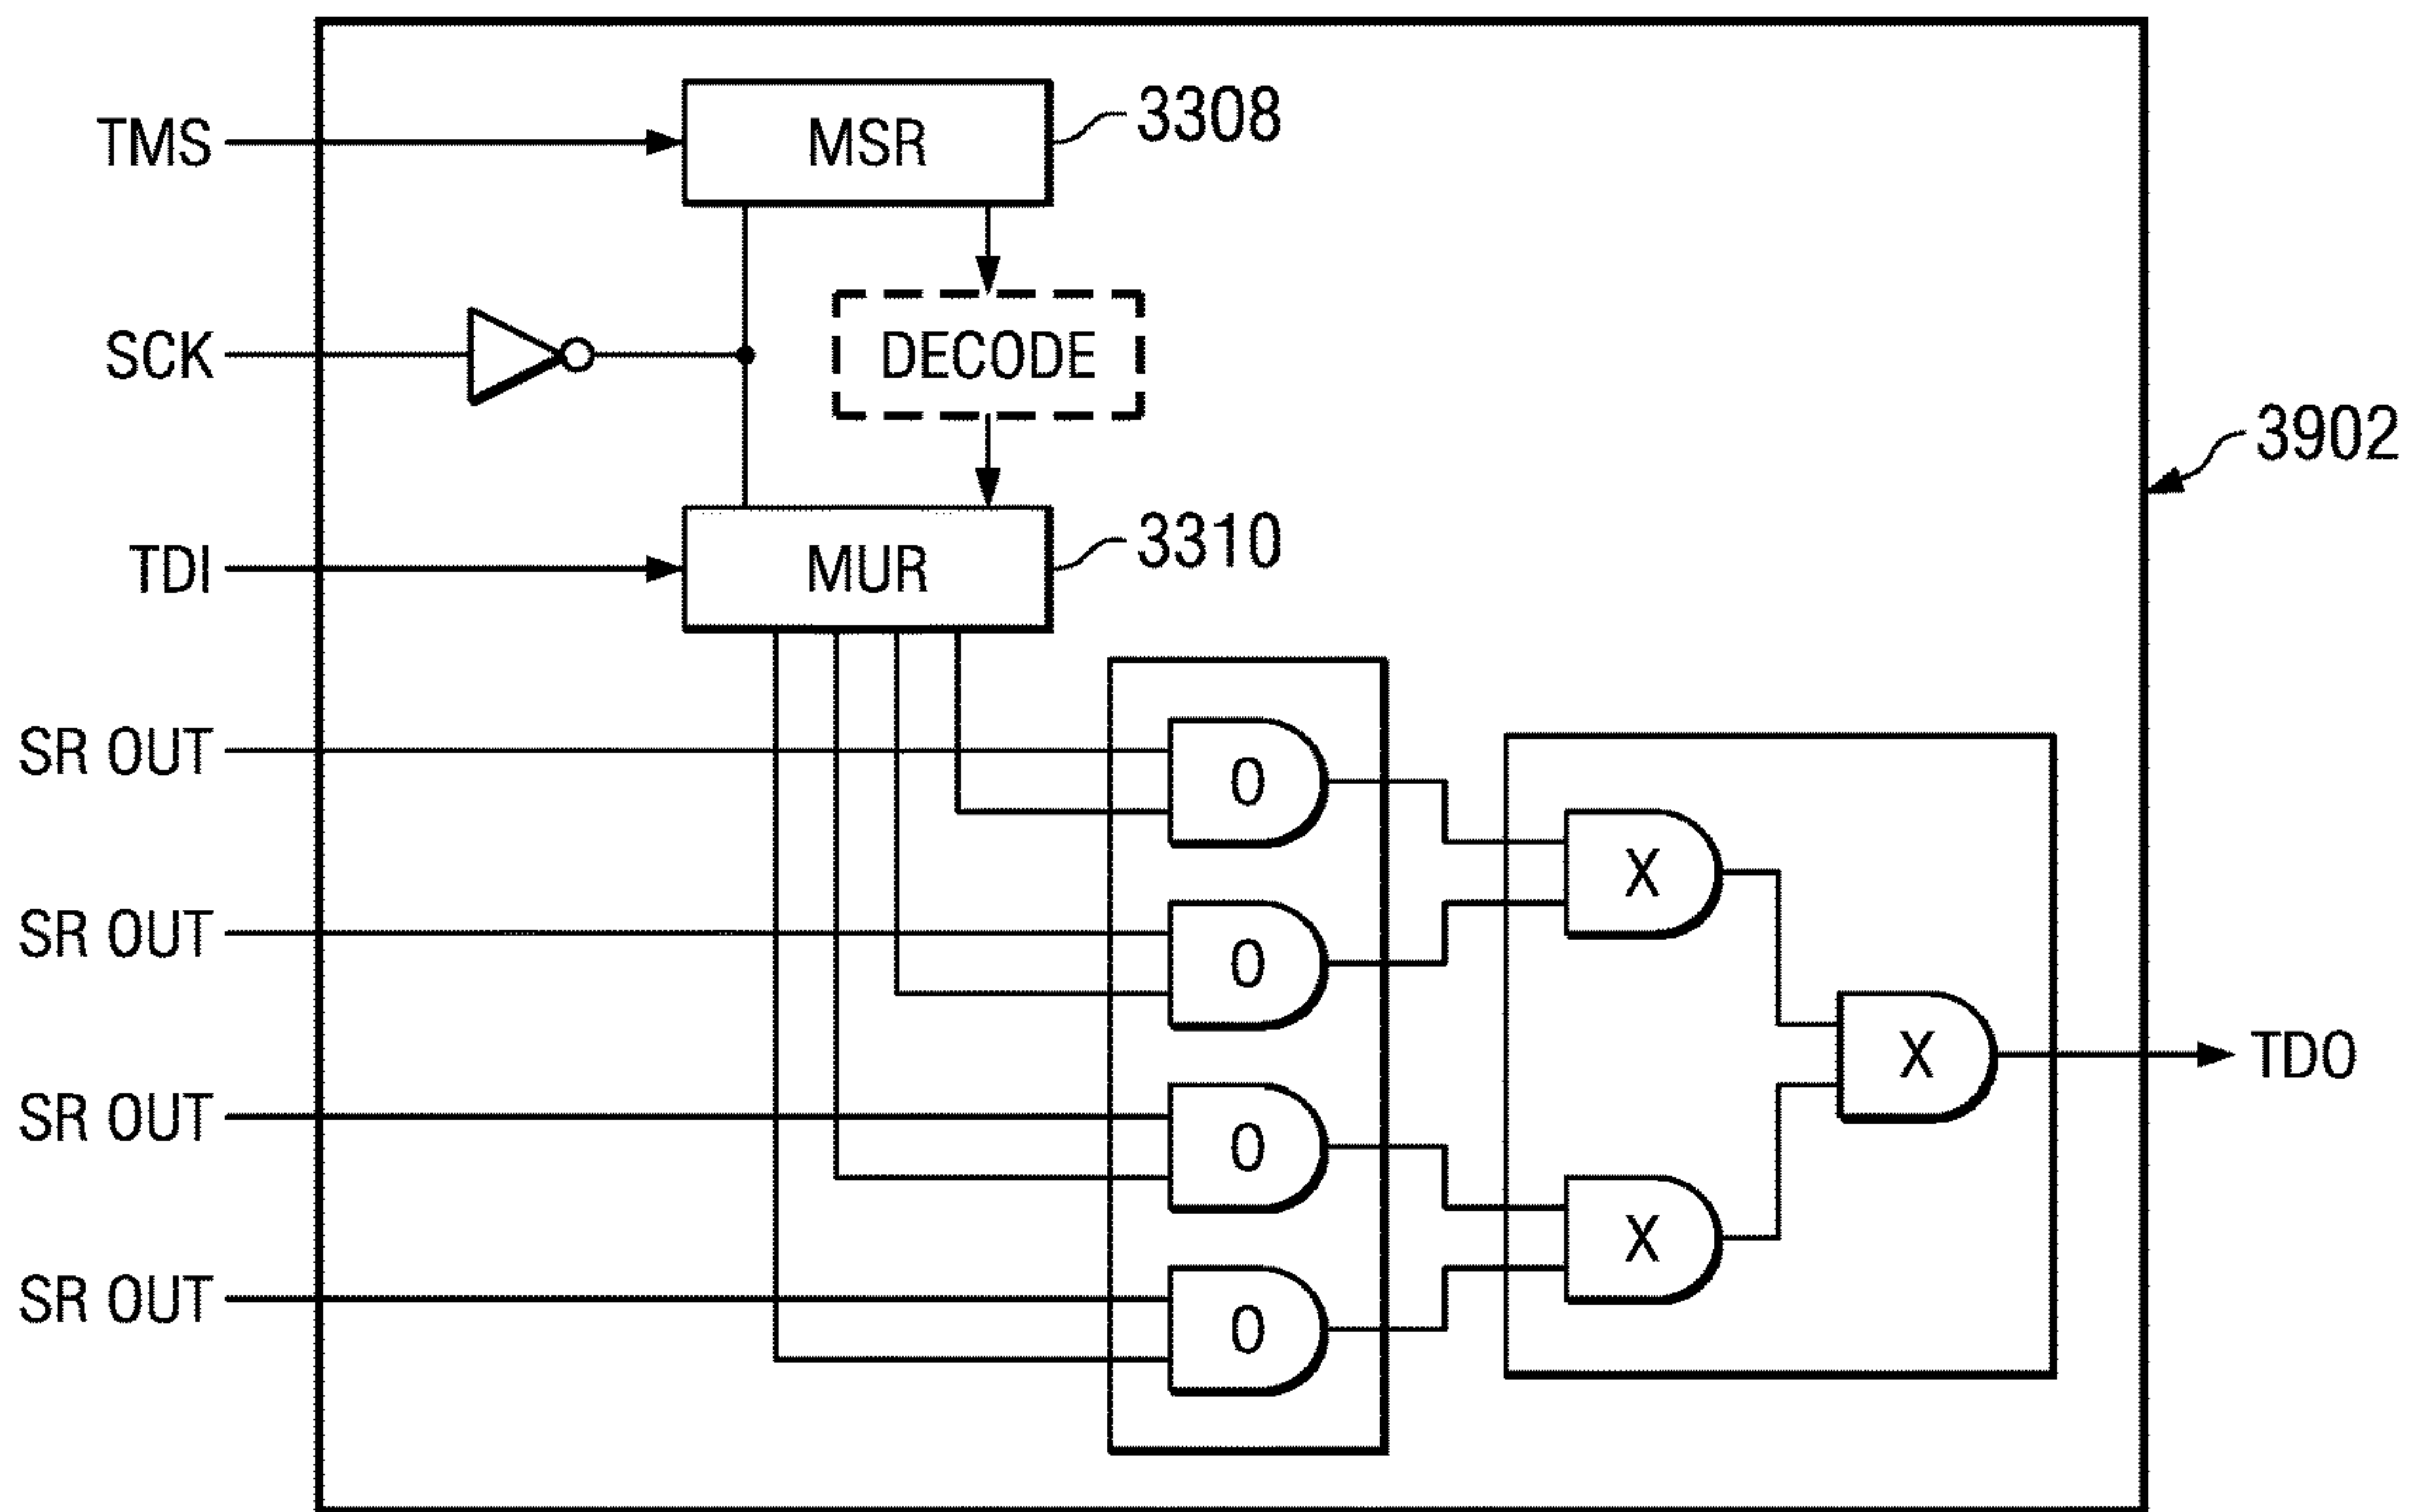 TMS
MSR
3308
SCK
DECODE
3902
TDI
MUR
3310
SR OUT
O
X
SR OUT
O
X
TDO
SR OUT
O
X
SR OUT
O